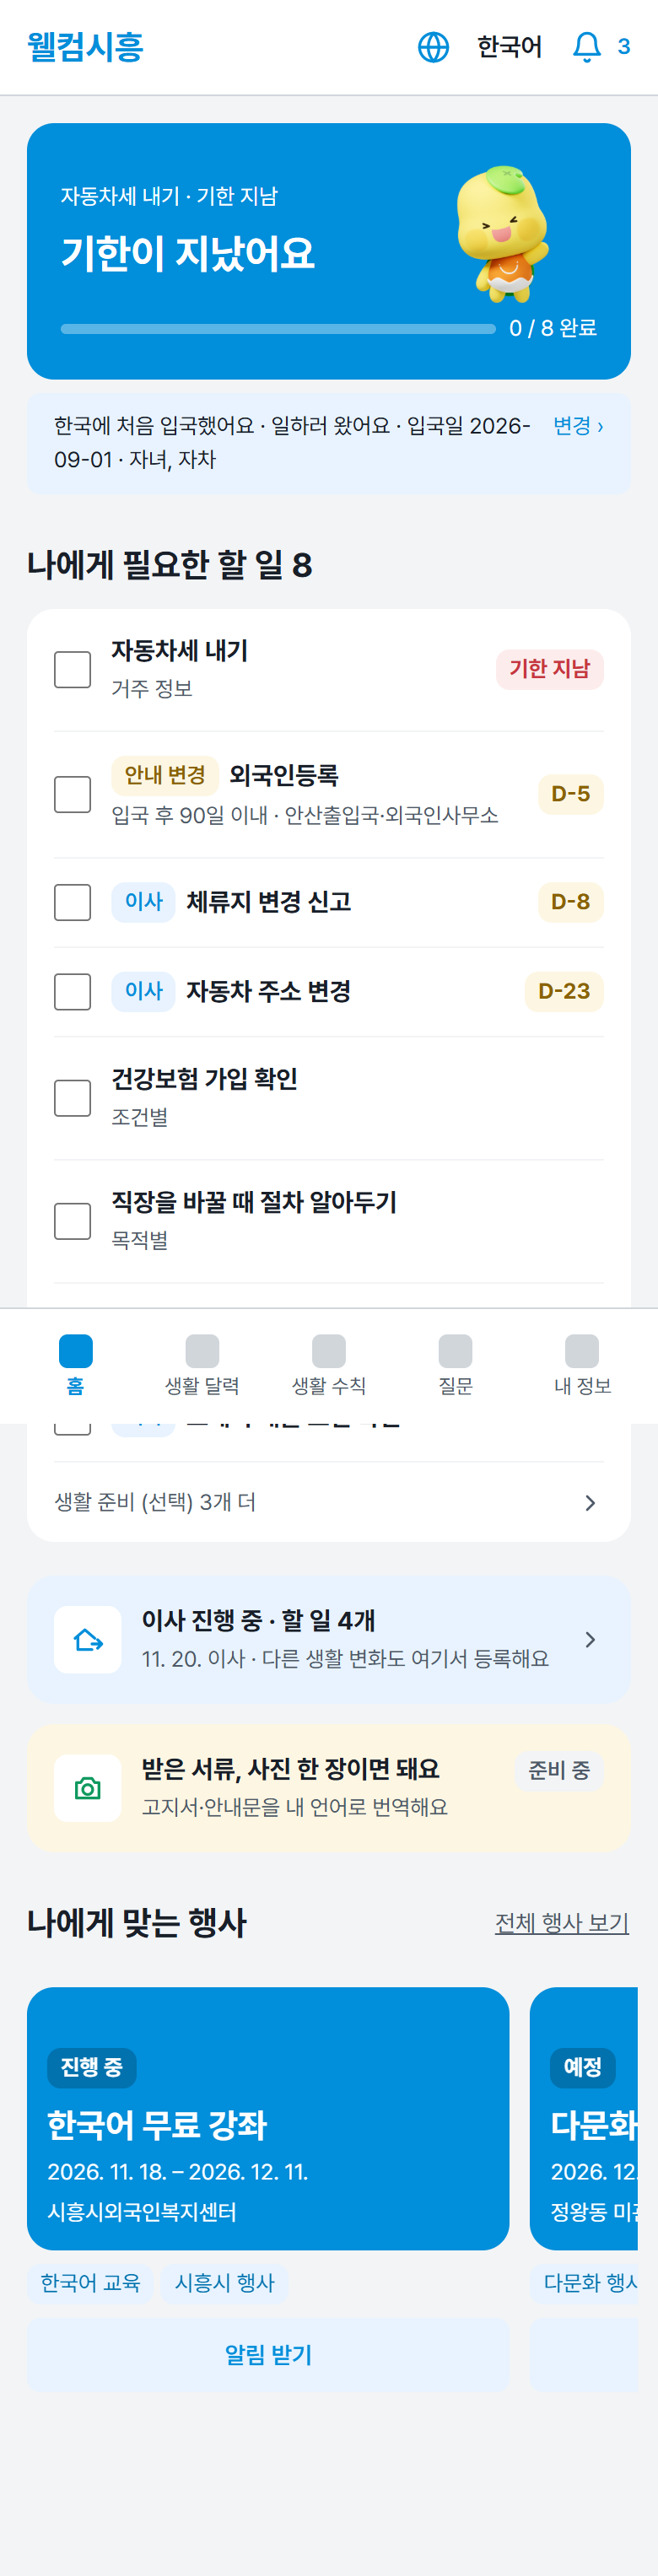 웰컴시흥
한국어
3
자동차세 내기 · 기한 지남
기한이 지났어요
0 / 8 완료
한국에 처음 입국했어요 · 일하러 왔어요 · 입국일 2026-
09-01 · 자녀, 자차
변경 ›
나에게 필요한 할 일 8
자동차세 내기
거주 정보
기한 지남
안내 변경 외국인등록
입국 후 90일 이내 · 안산출입국·외국인사무소
D-5
이사 체류지 변경 신고
D-8
이사 자동차 주소 변경
D-23
건강보험 가입 확인
조건별
직장을 바꿀 때 절차 알아두기
목적별
홈
생활 달력
생활 수칙
질문
내 정보
생활 준비 (선택) 3개 더
이사 진행 중 · 할 일 4개
11. 20. 이사 · 다른 생활 변화도 여기서 등록해요
받은 서류, 사진 한 장이면 돼요
고지서·안내문을 내 언어로 번역해요
준비 중
나에게 맞는 행사
전체 행사 보기
진행 중
한국어 무료 강좌
2026. 11. 18. – 2026. 12. 11.
시흥시외국인복지센터
한국어 교육
시흥시 행사
알림 받기
예정
다문화
2026. 12.
정왕동 미
다문화 행사